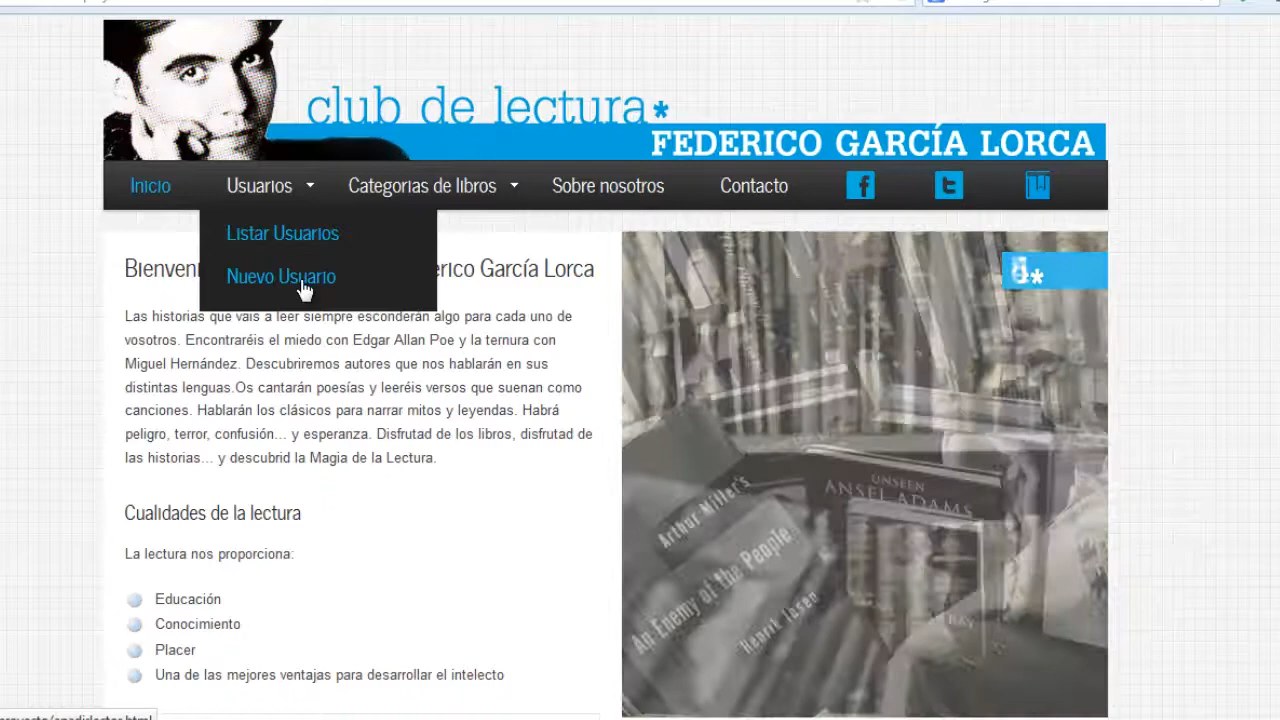 club de lectura*
FEDERICO GARCÍA LORCA
Inicio Usuarios Categorias de libros Sobre nosotros Contacto
Listar Usuarios
Nuevo Usuario
Bienveni erico García Lorca
Las historias que vais a leer siempre esconderán algo para cada uno de
vosotros. Encontraréis el miedo con Edgar Allan Poe y la ternura con
Miguel Hernández. Descubriremos autores que nos hablarán en sus
distintas lenguas.Os cantarán poesías y leeréis versos que suenan como
canciones. Hablarán los clásicos para narrar mitos y leyendas. Habrá
peligro, terror, confusión... y esperanza. Disfrutad de los libros, disfrutad de
las historias... y descubrid la Magia de la Lectura.
Cualidades de la lectura
La lectura nos proporciona:
Educación
Conocimiento
Placer
Una de las mejores ventajas para desarrollar el intelecto
UNSEEN
ANSEL ADAMS
Arthur Miller's
An Enemy of the People
Henrik Ibsen